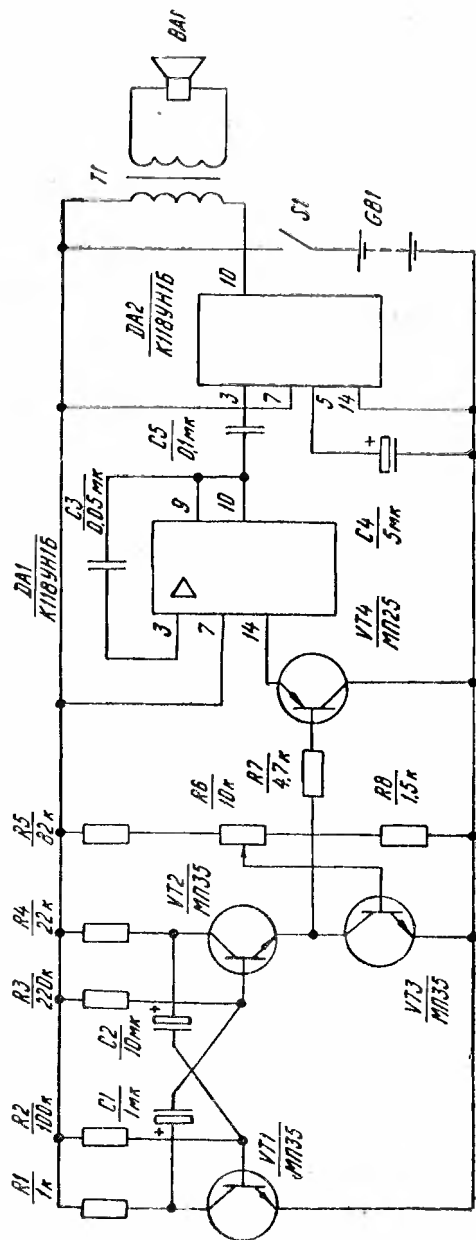 R1
1к
R2
100к
C1
1мк
C2
10мк
R3
220к
R4
22к
R5
82к
VT1
МП35
VT2
МП35
VT3
МП35
R6
10к
R7
4,7к
R8
1,5к
VT4
МП25
DA1
К118УН1Б
3
7
14
9
10
C3
0,05мк
C4
5мк
C5
0,1мк
DA2
К118УН1Б
3
7
5
14
10
T1
BA1
S1
GB1
+
+
+